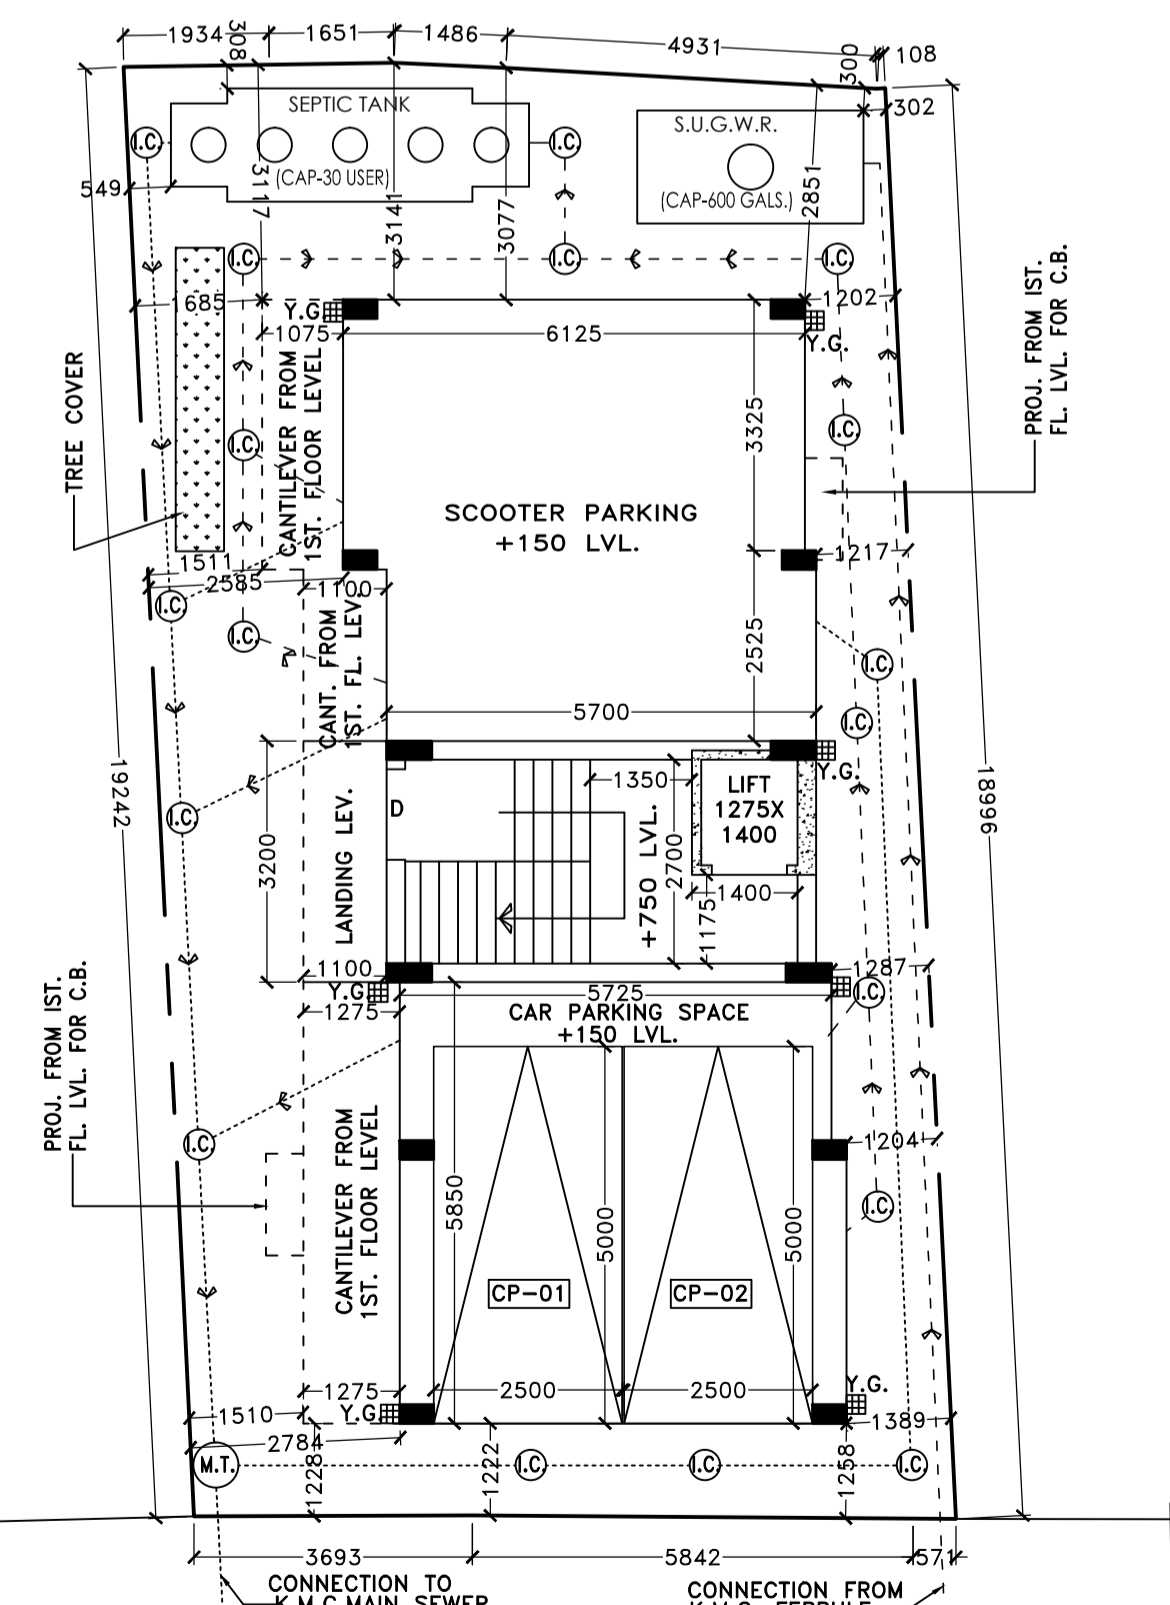 1934
308
1651
1486
4931
300
108
302
SEPTIC TANK
(CAP-30 USER)
S.U.G.W.R.
(CAP-600 GALS.)
I.C.
I.C.
549
3117
3141
3077
2851
I.C.
I.C.
I.C.
1685
Y.G.
1202
Y.G.
1075
6125
PROJ. FROM IST.
FL. LVL. FOR C.B.
TREE COVER
CANTILEVER FROM
1ST. FLOOR LEVEL
3325
I.C.
I.C.
SCOOTER PARKING
+150 LVL.
1511
2585
1100
1217
I.C.
I.C.
CANT. FROM
1ST. FL. LEV.
2525
I.C.
5700
I.C.
Y.G.
19242
18996
1350
LIFT
1275X
1400
D
I.C.
3200
LANDING LEV.
+750 LVL.
2700
1175
1400
1100
Y.G.
1275
5725
1287
I.C.
CAR PARKING SPACE
+150 LVL.
PROJ. FROM IST.
FL. LVL. FOR C.B.
I.C.
1204
CANTILEVER FROM
1ST. FLOOR LEVEL
5850
5000
5000
I.C.
CP-01
CP-02
1275
2500
2500
Y.G.
Y.G.
1510
1389
2784
M.T.
1228
1222
I.C.
I.C.
1258
I.C.
3693
5842
571
CONNECTION TO
K.M.C MAIN SEWER
CONNECTION FROM
K.M.C. FERRULE